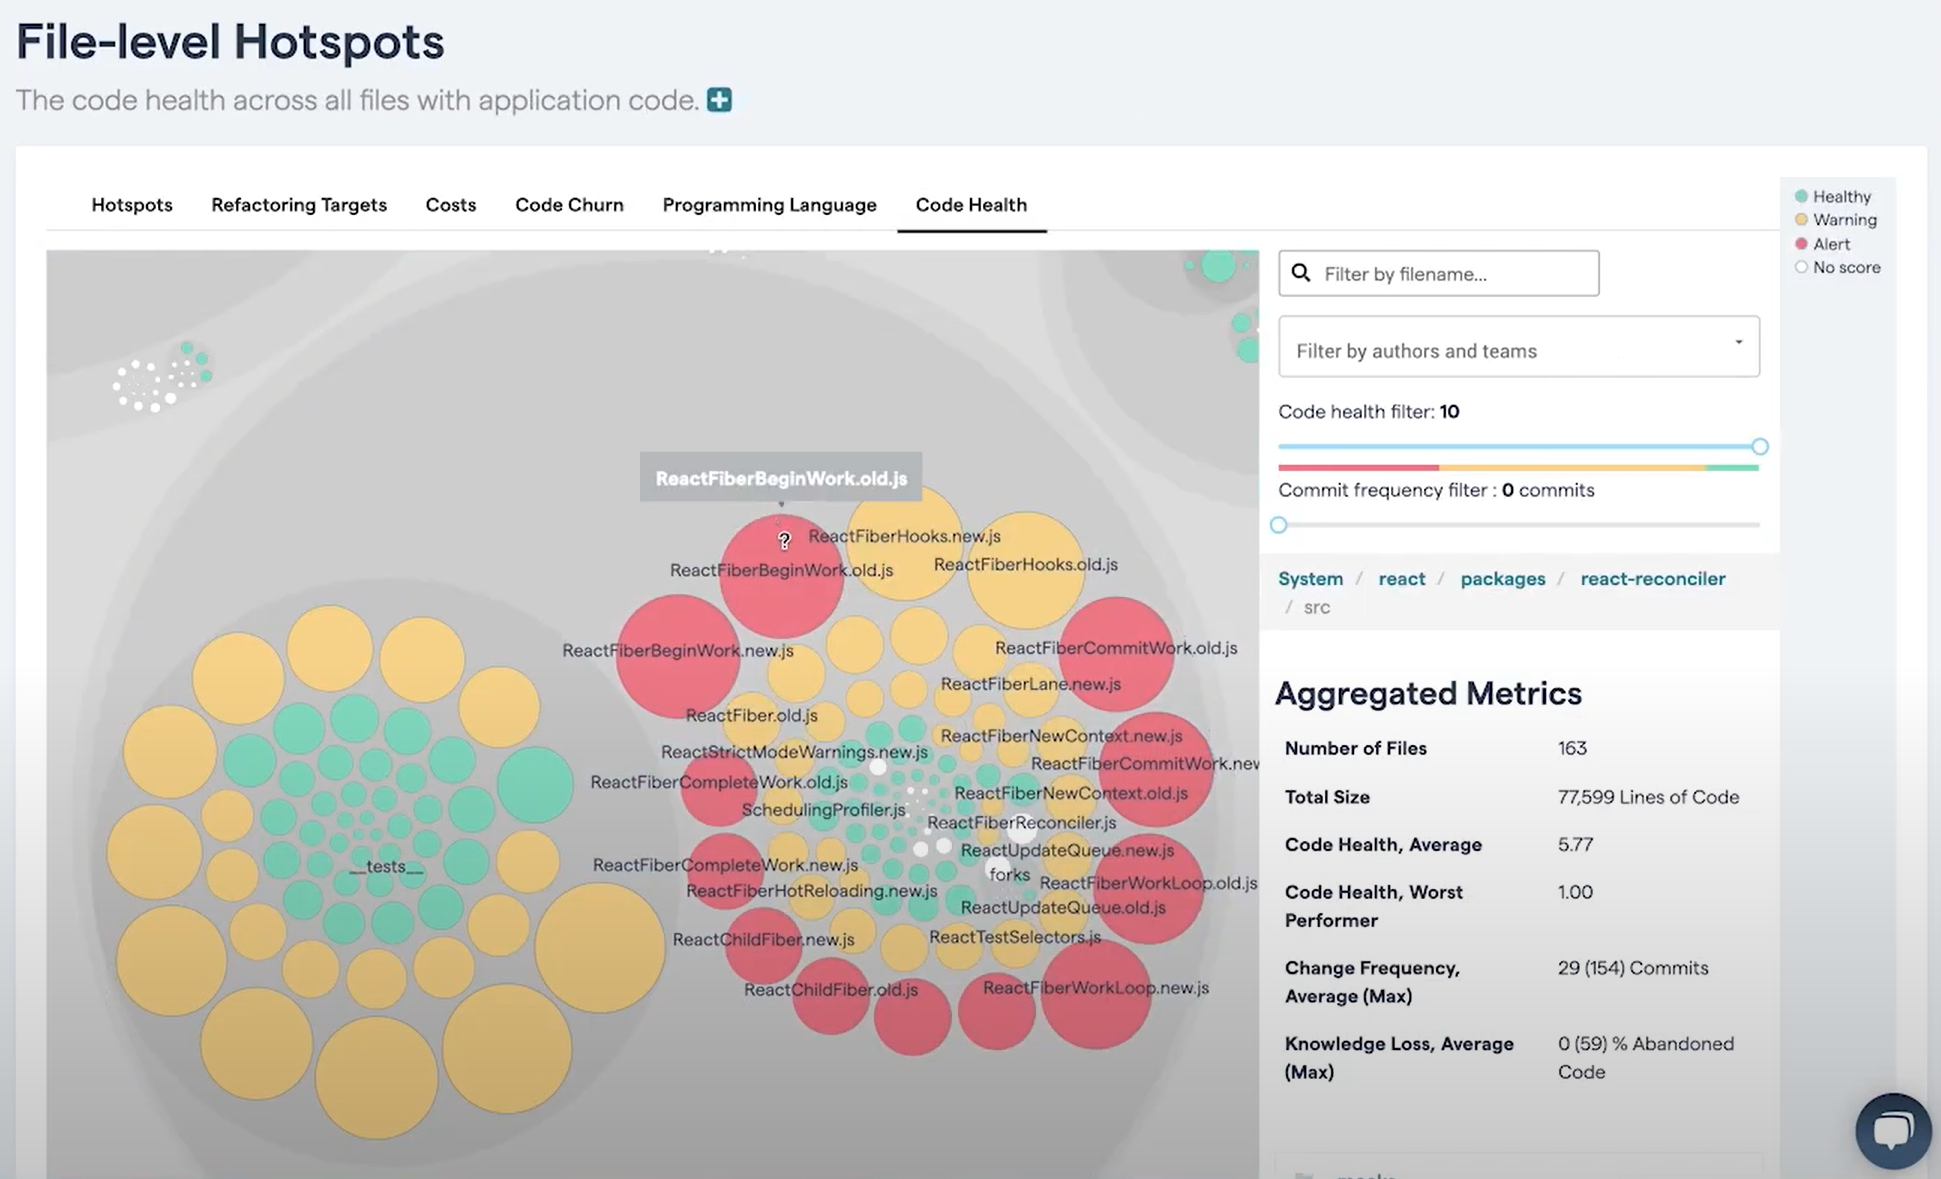 File-level Hotspots
The code health across all files with application code.
Hotspots
Refactoring Targets
Costs
Code Churn
Programming Language
Code Health
Healthy
Warning
Alert
No score
ReactFiberBeginWork.old.js
ReactFiberHooks.new.js
ReactFiberHooks.old.js
ReactFiberBeginWork.old.js
ReactFiberBeginWork.new.js
ReactFiberCommitWork.old.js
ReactFiberLane.new.js
ReactFiber.old.js
ReactFiberNewContext.new.js
ReactStrictModeWarnings.new.js
ReactFiberCommitWork.new
ReactFiberCompleteWork.old.js
ReactFiberNewContext.old.js
SchedulingProfiler.js
ReactFiberReconciler.js
ReactUpdateQueue.new.js
ReactFiberCompleteWork.new.js
forks
ReactFiberWorkLoop.old.js
ReactFiberHotReloading.new.js
ReactUpdateQueue.old.js
ReactTestSelectors.js
ReactChildFiber.new.js
ReactChildFiber.old.js
ReactFiberWorkLoop.new.js
__tests__
Filter by filename...
Filter by authors and teams
Code health filter: 10
Commit frequency filter : 0 commits
System / react / packages / react-reconciler
/ src
Aggregated Metrics
Number of Files 163
Total Size 77,599 Lines of Code
Code Health, Average 5.77
Code Health, Worst Performer 1.00
Change Frequency, Average (Max) 29 (154) Commits
Knowledge Loss, Average (Max) 0 (59) % Abandoned Code